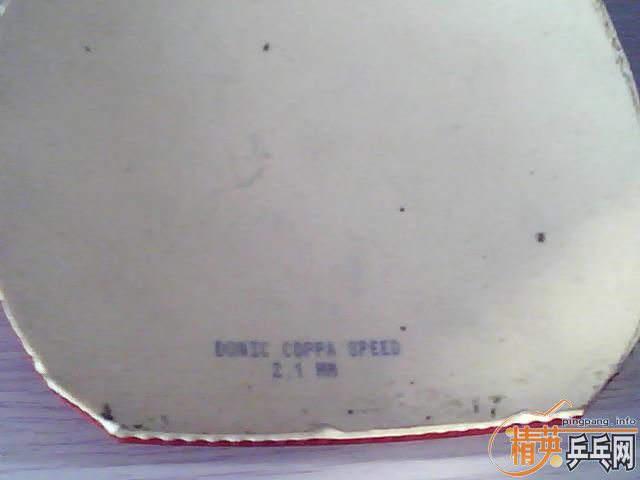 DONIC COPPA SPEED
2.1 MM
pingpang.info
精英乒乓网